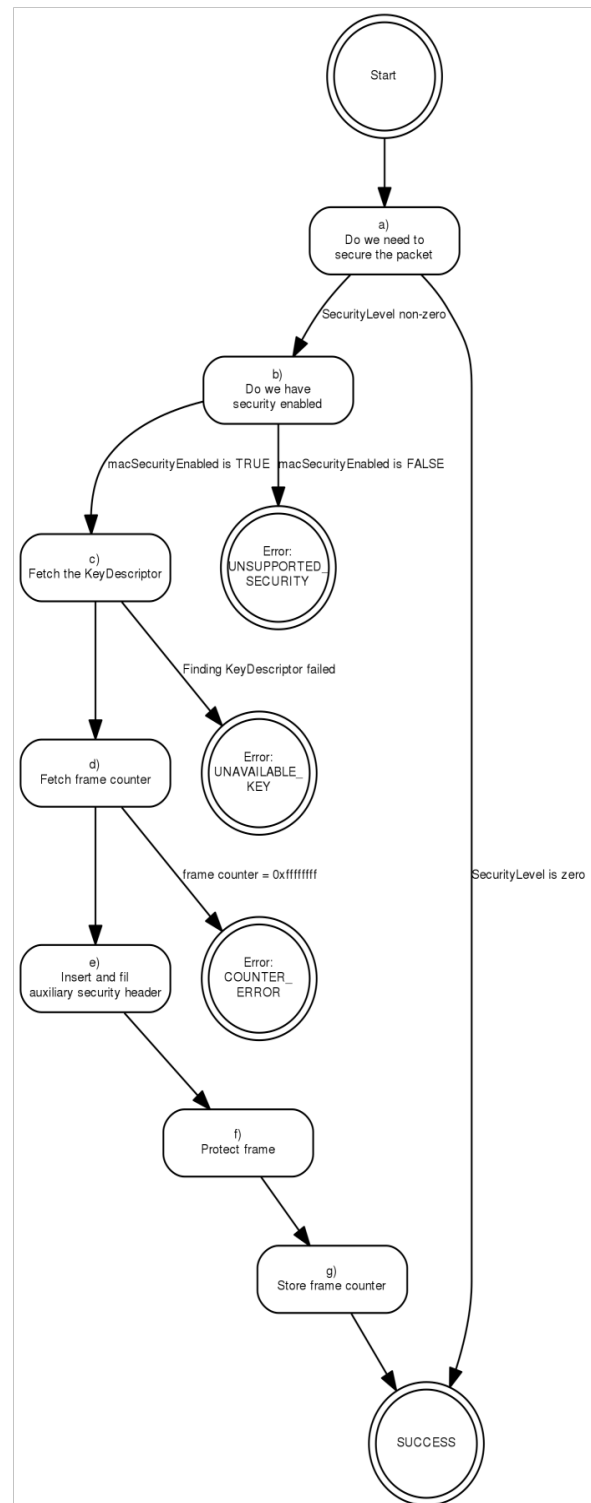 Start
a)
Do we need to
secure the packet
SecurityLevel non-zero
b)
Do we have
security enabled
macSecurityEnabled is TRUE
macSecurityEnabled is FALSE
c)
Fetch the KeyDescriptor
Error:
UNSUPPORTED_
SECURITY
Finding KeyDescriptor failed
d)
Fetch frame counter
Error:
UNAVAILABLE_
KEY
frame counter = 0xffffffff
SecurityLevel is zero
e)
Insert and fil
auxiliary security header
Error:
COUNTER_
ERROR
f)
Protect frame
g)
Store frame counter
SUCCESS